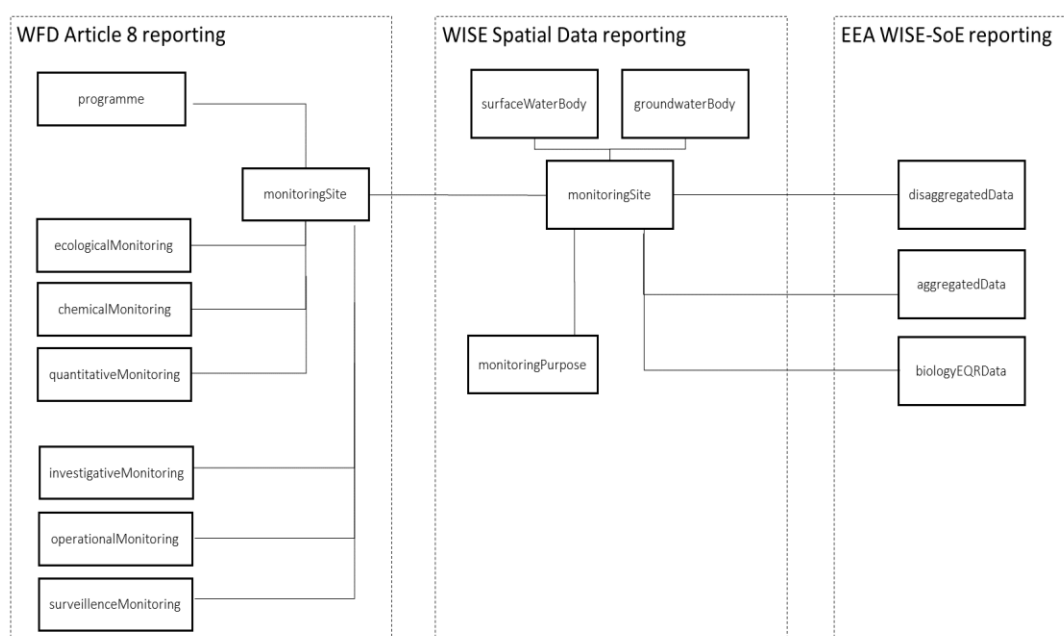 WFD Article 8 reporting
programme
monitoringSite
ecologicalMonitoring
chemicalMonitoring
quantitativeMonitoring
investigativeMonitoring
operationalMonitoring
surveillenceMonitoring
WISE Spatial Data reporting
surfaceWaterBody
groundwaterBody
monitoringSite
monitoringPurpose
EEA WISE-SoE reporting
disaggregatedData
aggregatedData
biologyEQRData